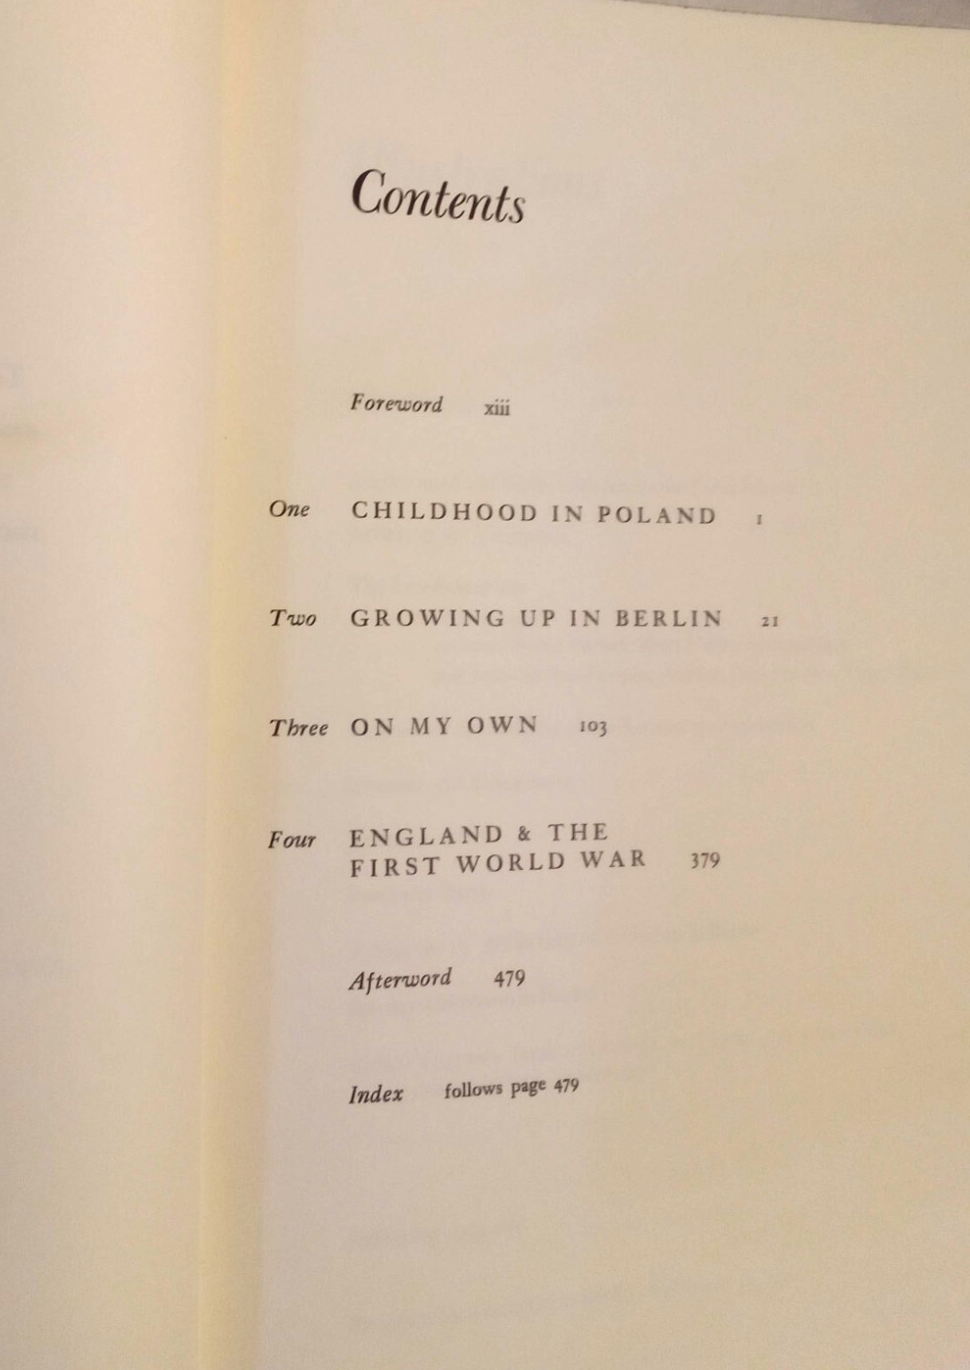 Contents
Foreword xiii
One CHILDHOOD IN POLAND 1
Two GROWING UP IN BERLIN 21
Three ON MY OWN 103
Four ENGLAND & THE
FIRST WORLD WAR 379
Afterword 479
Index follows page 479